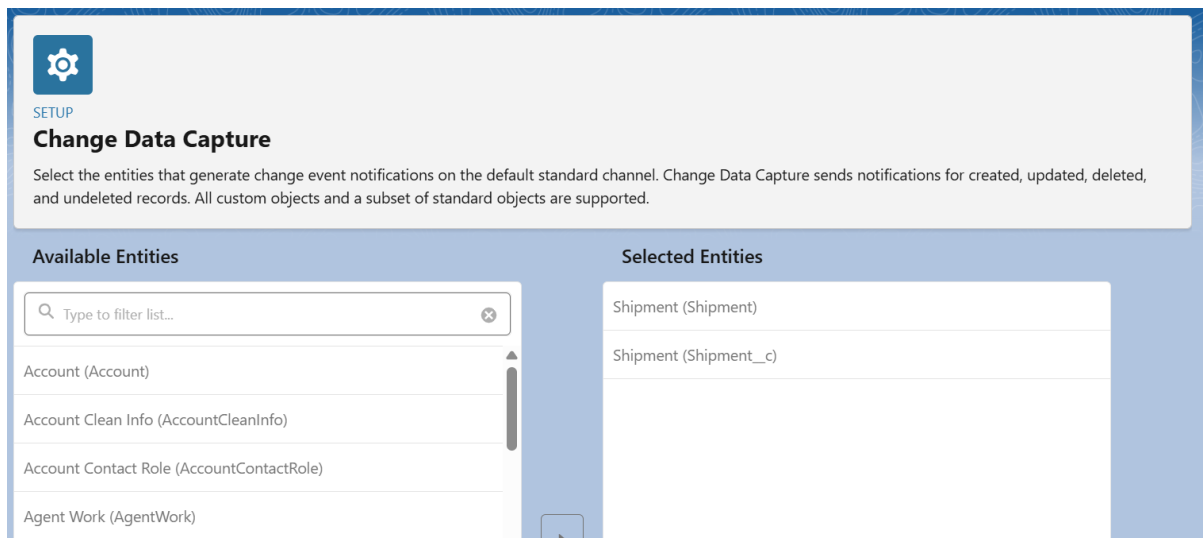 SETUP
Change Data Capture
Select the entities that generate change event notifications on the default standard channel. Change Data Capture sends notifications for created, updated, deleted,
and undeleted records. All custom objects and a subset of standard objects are supported.
Available Entities
Type to filter list...
Account (Account)
Account Clean Info (AccountCleanInfo)
Account Contact Role (AccountContactRole)
Agent Work (AgentWork)
Selected Entities
Shipment (Shipment)
Shipment (Shipment__c)